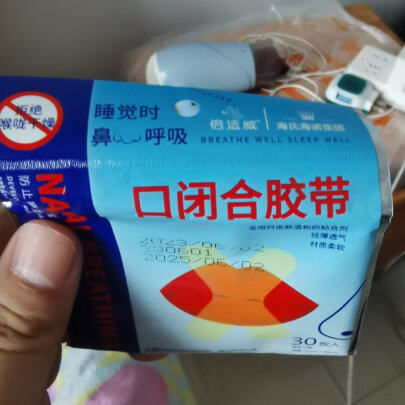 拒绝
喉咙干燥
睡觉时
鼻 呼吸
倍适威
海氏海诺集团
BREATHE WELL SLEEP WELL
口闭合胶带
采用对皮肤温和的粘合剂
轻薄透气
材质柔软
2023/06/02
230601
2025/06/02
防止
30枚入